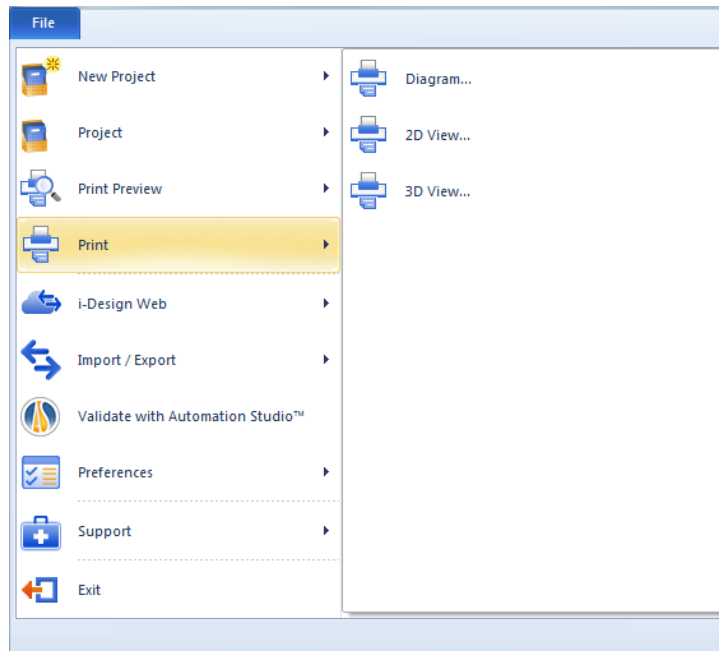 File
New Project
Project
Print Preview
Print
i-Design Web
Import / Export
Validate with Automation Studio™
Preferences
Support
Exit
Diagram...
2D View...
3D View...